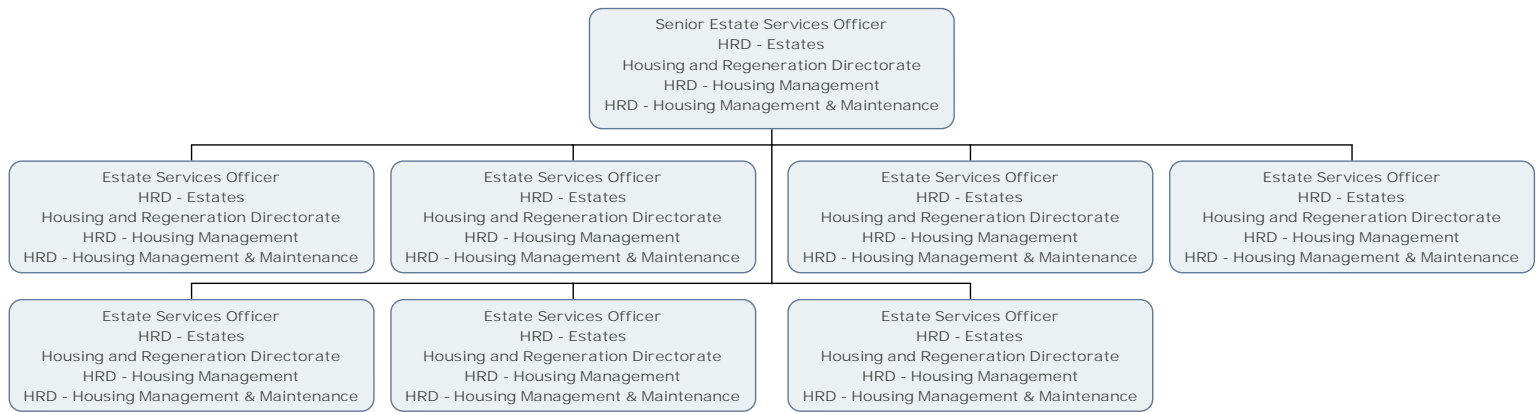 Senior Estate Services Officer
HRD - Estates
Housing and Regeneration Directorate
HRD - Housing Management
HRD - Housing Management & Maintenance
Estate Services Officer
HRD - Estates
Housing and Regeneration Directorate
HRD - Housing Management
HRD - Housing Management & Maintenance
Estate Services Officer
HRD - Estates
Housing and Regeneration Directorate
HRD - Housing Management
HRD - Housing Management & Maintenance
Estate Services Officer
HRD - Estates
Housing and Regeneration Directorate
HRD - Housing Management
HRD - Housing Management & Maintenance
Estate Services Officer
HRD - Estates
Housing and Regeneration Directorate
HRD - Housing Management
HRD - Housing Management & Maintenance
Estate Services Officer
HRD - Estates
Housing and Regeneration Directorate
HRD - Housing Management
HRD - Housing Management & Maintenance
Estate Services Officer
HRD - Estates
Housing and Regeneration Directorate
HRD - Housing Management
HRD - Housing Management & Maintenance
Estate Services Officer
HRD - Estates
Housing and Regeneration Directorate
HRD - Housing Management
HRD - Housing Management & Maintenance